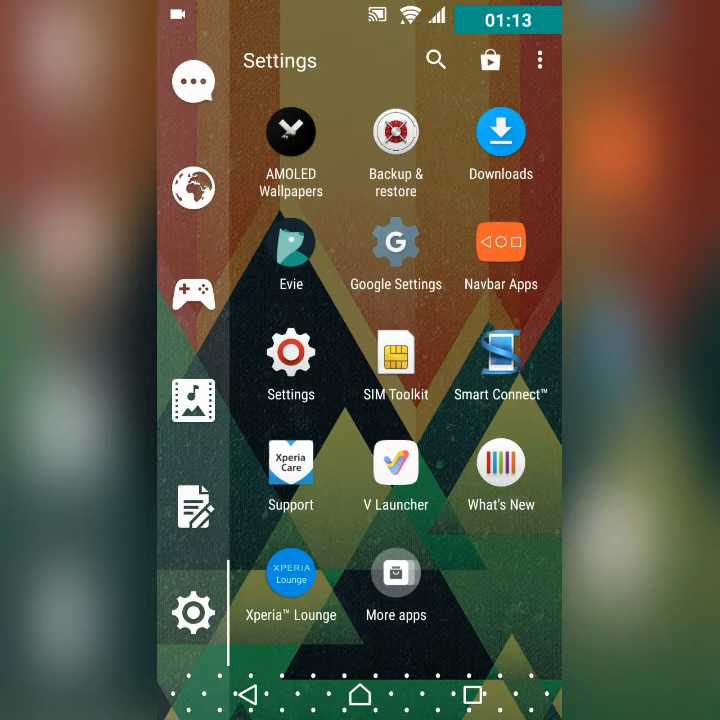 01:13
Settings
AMOLED
Wallpapers
Backup &
restore
Downloads
G
Evie
Google Settings
Navbar Apps
Settings
SIM Toolkit
Smart Connect™
Xperia
Care
Support
V Launcher
What's New
XPERIA
Lounge
Xperia™ Lounge
More apps